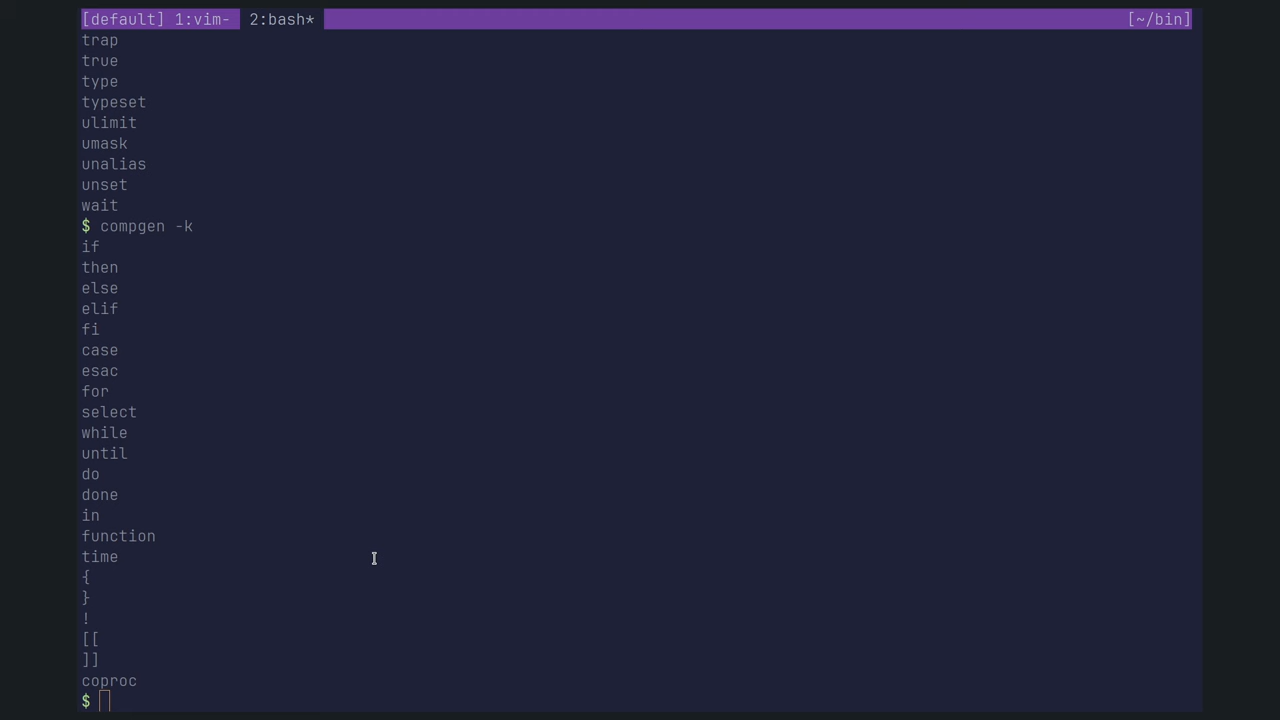 [default] 1:vim- 2:bash* [~/bin]
trap
true
type
typeset
ulimit
umask
unalias
unset
wait
$ compgen -k
if
then
else
elif
fi
case
esac
for
select
while
until
do
done
in
function
time
{
}
!
[[
]]
coproc
$